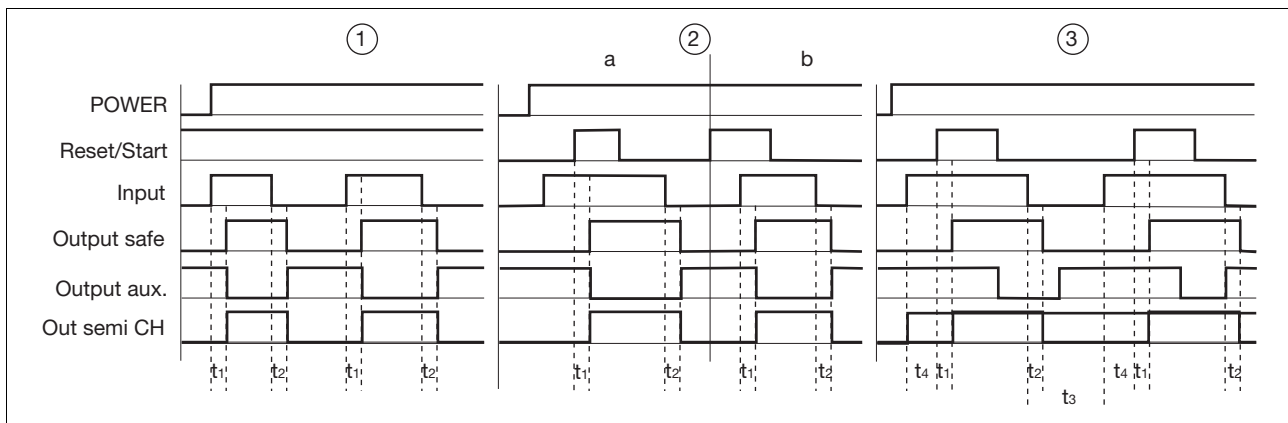 ① ② ③
a b
POWER
Reset/Start
Input
Output safe
Output aux.
Out semi CH
t1 t2 t1 t2 t1 t2 t1 t2 t4 t1 t2 t4 t1 t2
t3